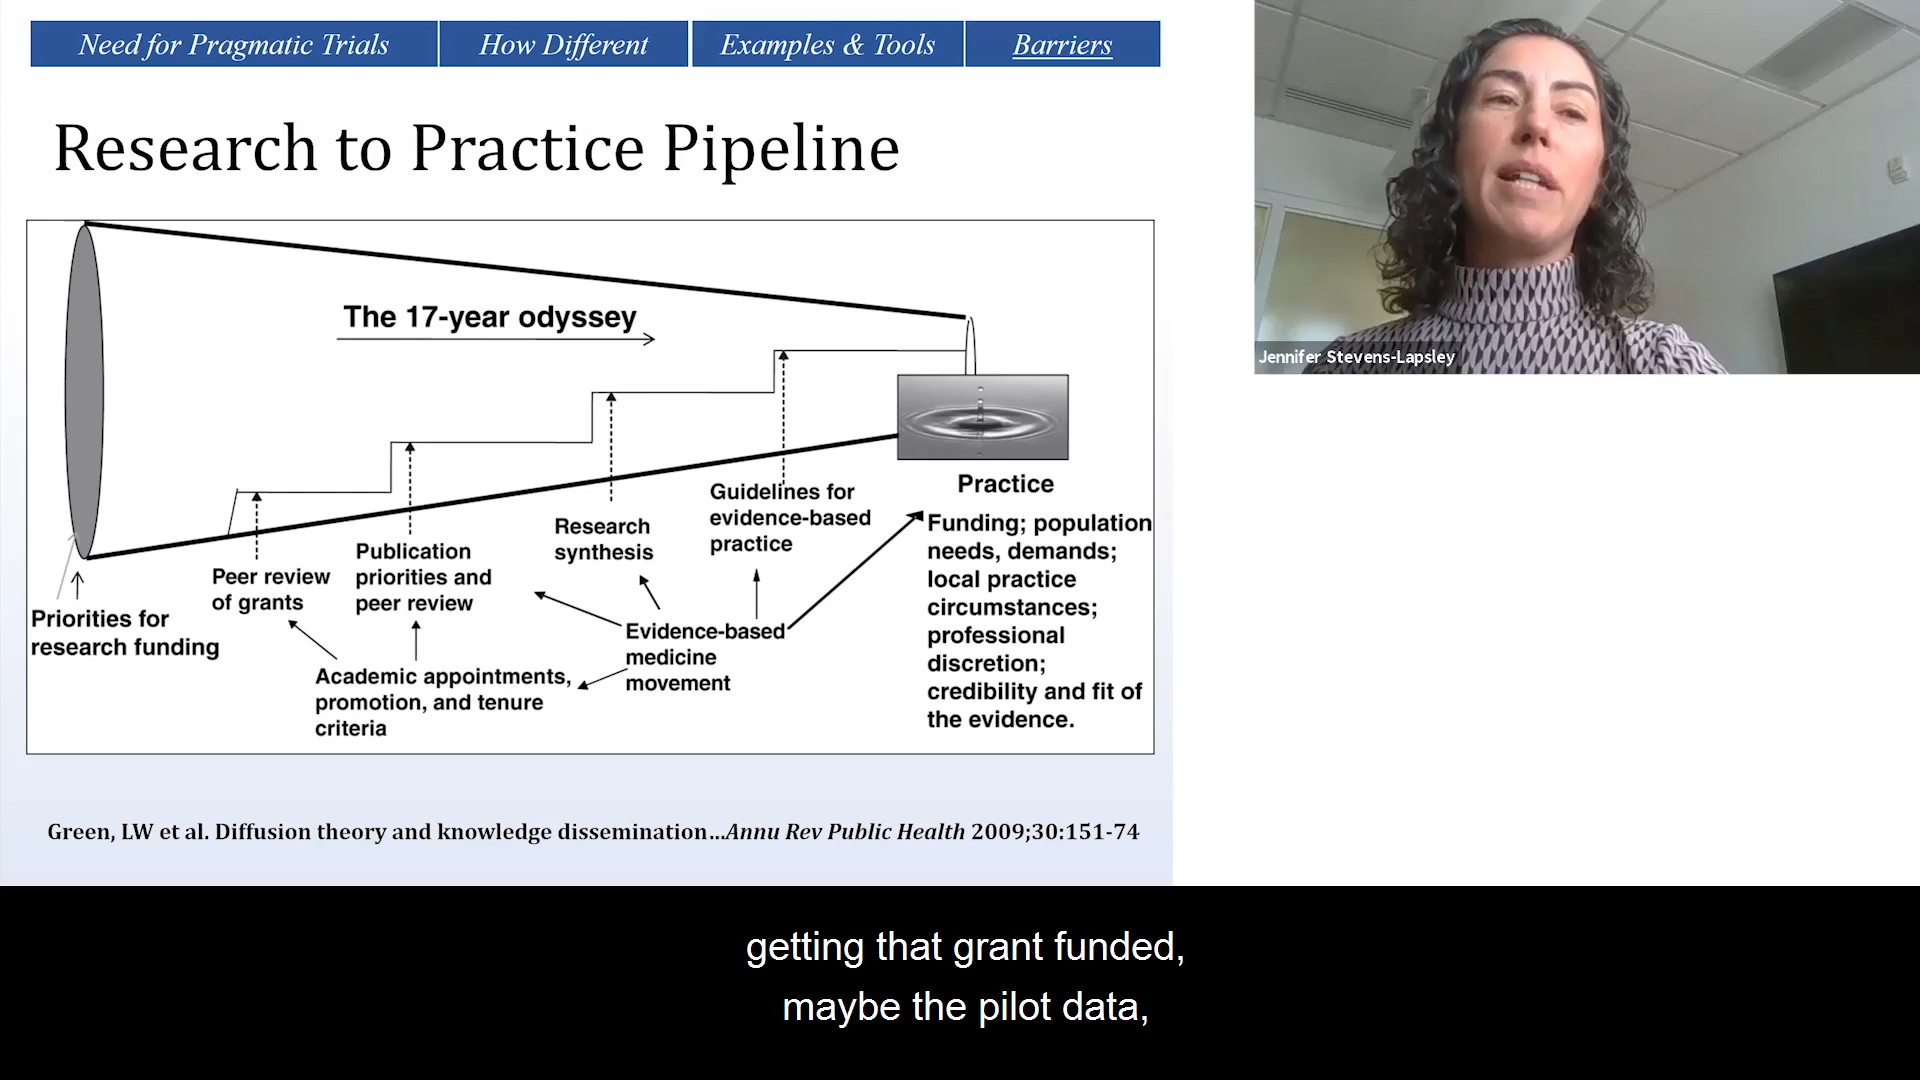 Need for Pragmatic Trials
How Different
Examples & Tools
Barriers
Research to Practice Pipeline
The 17-year odyssey
Priorities for
research funding
Peer review
of grants
Publication
priorities and
peer review
Research
synthesis
Guidelines for
evidence-based
practice
Academic appointments,
promotion, and tenure
criteria
Evidence-based
medicine
movement
Practice
Funding; population
needs, demands;
local practice
circumstances;
professional
discretion;
credibility and fit of
the evidence.
Green, LW et al. Diffusion theory and knowledge dissemination…Annu Rev Public Health 2009;30:151-74
Jennifer Stevens-Lapsley
getting that grant funded,
maybe the pilot data,